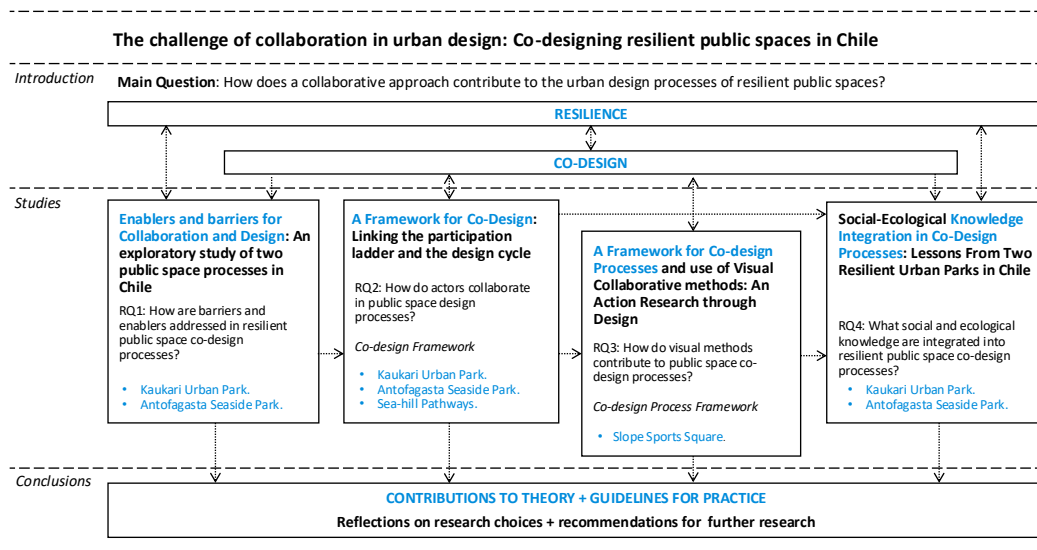 The challenge of collaboration in urban design: Co-designing resilient public spaces in Chile
Introduction
Main Question: How does a collaborative approach contribute to the urban design processes of resilient public spaces?
RESILIENCE
CO-DESIGN
Studies
Enablers and barriers for
Collaboration and Design: An
exploratory study of two
public space processes in
Chile
RQ1: How are barriers and
enablers addressed in resilient
public space co-design
processes?
• Kaukari Urban Park.
• Antofagasta Seaside Park.
A Framework for Co-Design:
Linking the participation
ladder and the design cycle
RQ2: How do actors collaborate
in public space design
processes?
Co-design Framework
• Kaukari Urban Park.
• Antofagasta Seaside Park.
• Sea-hill Pathways.
A Framework for Co-design
Processes and use of Visual
Collaborative methods: An
Action Research through
Design
RQ3: How do visual methods
contribute to public space co-
design processes?
Co-design Process Framework
• Slope Sports Square.
Social-Ecological Knowledge
Integration in Co-Design
Processes: Lessons From Two
Resilient Urban Parks in Chile
RQ4: What social and ecological
knowledge are integrated into
resilient public space co-design
processes?
• Kaukari Urban Park.
• Antofagasta Seaside Park.
Conclusions
CONTRIBUTIONS TO THEORY + GUIDELINES FOR PRACTICE
Reflections on research choices + recommendations for further research